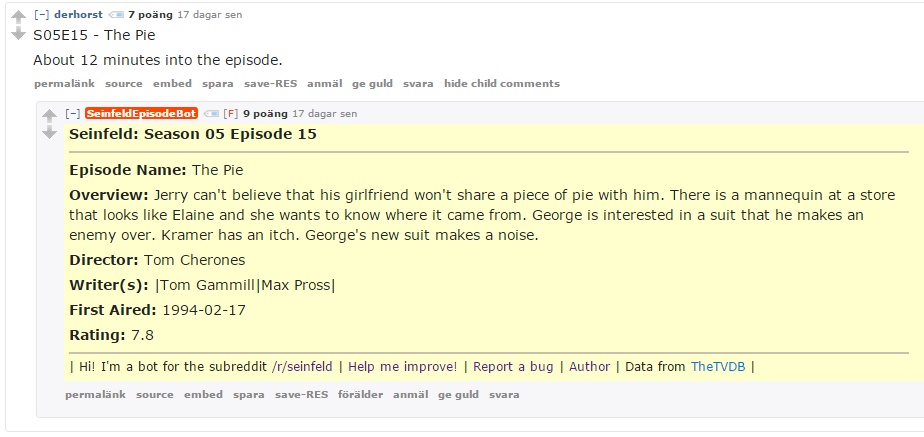 [–] derhorst 7 poäng 17 dagar sen
S05E15 - The Pie
About 12 minutes into the episode.
permalänk source embed spara save-RES anmäl ge guld svara hide child comments
[–] SeinfeldEpisodeBot [F] 9 poäng 17 dagar sen
Seinfeld: Season 05 Episode 15
Episode Name: The Pie
Overview: Jerry can't believe that his girlfriend won't share a piece of pie with him. There is a mannequin at a store
that looks like Elaine and she wants to know where it came from. George is interested in a suit that he makes an
enemy over. Kramer has an itch. George's new suit makes a noise.
Director: Tom Cherones
Writer(s): |Tom Gammill|Max Pross|
First Aired: 1994-02-17
Rating: 7.8
| Hi! I'm a bot for the subreddit /r/seinfeld | Help me improve! | Report a bug | Author | Data from TheTVDB |
permalänk source embed spara save-RES förälder anmäl ge guld svara